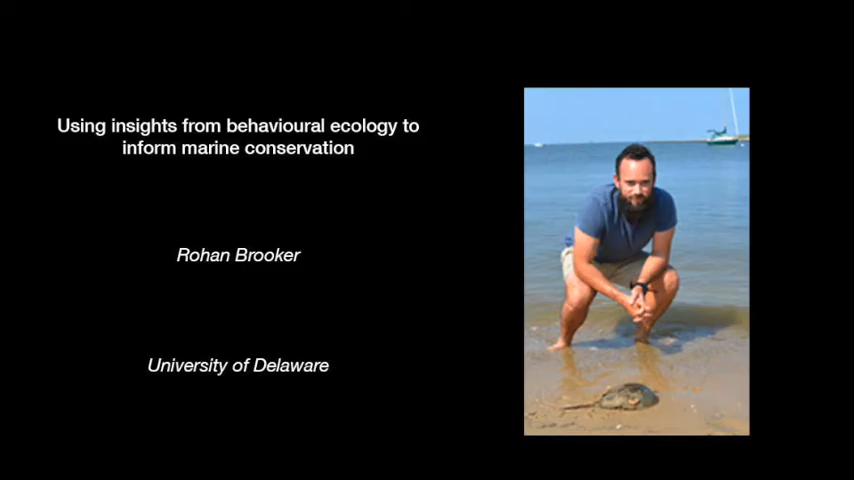 Using insights from behavioural ecology to
inform marine conservation
Rohan Brooker
University of Delaware